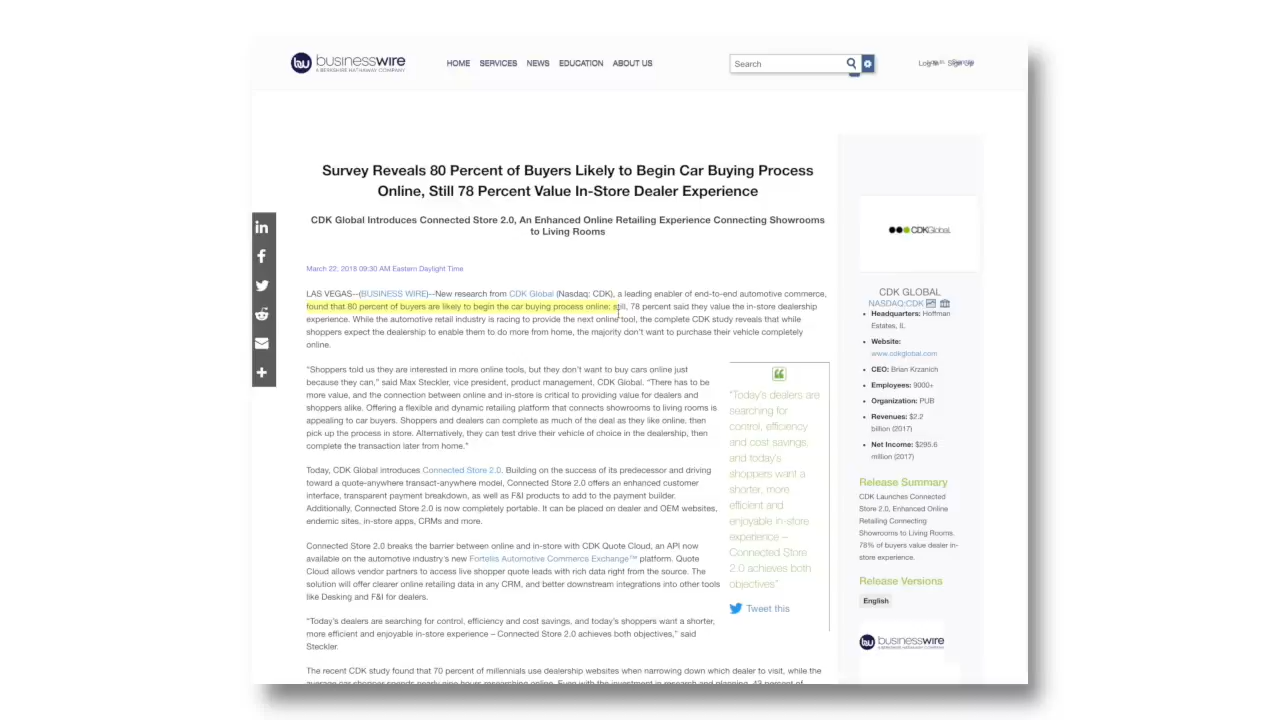 businesswire
A BERKSHIRE HATHAWAY COMPANY
HOME SERVICES NEWS EDUCATION ABOUT US
Search
Log In Sign Up
Survey Reveals 80 Percent of Buyers Likely to Begin Car Buying Process
Online, Still 78 Percent Value In-Store Dealer Experience
CDK Global Introduces Connected Store 2.0, An Enhanced Online Retailing Experience Connecting Showrooms
to Living Rooms
March 22, 2018 09:30 AM Eastern Daylight Time
LAS VEGAS--(BUSINESS WIRE)--New research from CDK Global (Nasdaq: CDK), a leading enabler of end-to-end automotive commerce,
found that 80 percent of buyers are likely to begin the car buying process online; still, 78 percent said they value the in-store dealership
experience. While the automotive retail industry is racing to provide the next online tool, the complete CDK study reveals that while
shoppers expect the dealership to enable them to do more from home, the majority don't want to purchase their vehicle completely
online.
"Shoppers told us they are interested in more online tools, but they don't want to buy cars online just
because they can," said Max Steckler, vice president, product management, CDK Global. "There has to be
more value, and the connection between online and in-store is critical to providing value for dealers and
shoppers alike. Offering a flexible and dynamic retailing platform that connects showrooms to living rooms is
appealing to car buyers. Shoppers and dealers can complete as much of the deal as they like online, then
pick up the process in store. Alternatively, they can test drive their vehicle of choice in the dealership, then
complete the transaction later from home."
Today, CDK Global introduces Connected Store 2.0. Building on the success of its predecessor and driving
toward a quote-anywhere transact-anywhere model, Connected Store 2.0 offers an enhanced customer
interface, transparent payment breakdown, as well as F&I products to add to the payment builder.
Additionally, Connected Store 2.0 is now completely portable. It can be placed on dealer and OEM websites,
endemic sites, in-store apps, CRMs and more.
Connected Store 2.0 breaks the barrier between online and in-store with CDK Quote Cloud, an API now
available on the automotive industry's new Fortellis Automotive Commerce Exchange™ platform. Quote
Cloud allows vendor partners to access live shopper quote leads with rich data right from the source. The
solution will offer clearer online retailing data in any CRM, and better downstream integrations into other tools
like Desking and F&I for dealers.
"Today's dealers are searching for control, efficiency and cost savings, and today's shoppers want a shorter,
more efficient and enjoyable in-store experience – Connected Store 2.0 achieves both objectives," said
Steckler.
The recent CDK study found that 70 percent of millennials use dealership websites when narrowing down which dealer to visit, while the
average car shopper spends nearly nine hours researching online. Even with the investment in research and planning, 43 percent of
"Today's dealers are
searching for
control, efficiency
and cost savings,
and today's
shoppers want a
shorter, more
efficient and
enjoyable in-store
experience –
Connected Store
2.0 achieves both
objectives"
Tweet this
CDKGlobal.
CDK GLOBAL
NASDAQ:CDK
Headquarters: Hoffman
Estates, IL
Website:
www.cdkglobal.com
CEO: Brian Krzanich
Employees: 9000+
Organization: PUB
Revenues: $2.2
billion (2017)
Net Income: $295.6
million (2017)
Release Summary
CDK Launches Connected
Store 2.0, Enhanced Online
Retailing Connecting
Showrooms to Living Rooms.
78% of buyers value dealer in-
store experience.
Release Versions
English
businesswire
A BERKSHIRE HATHAWAY COMPANY